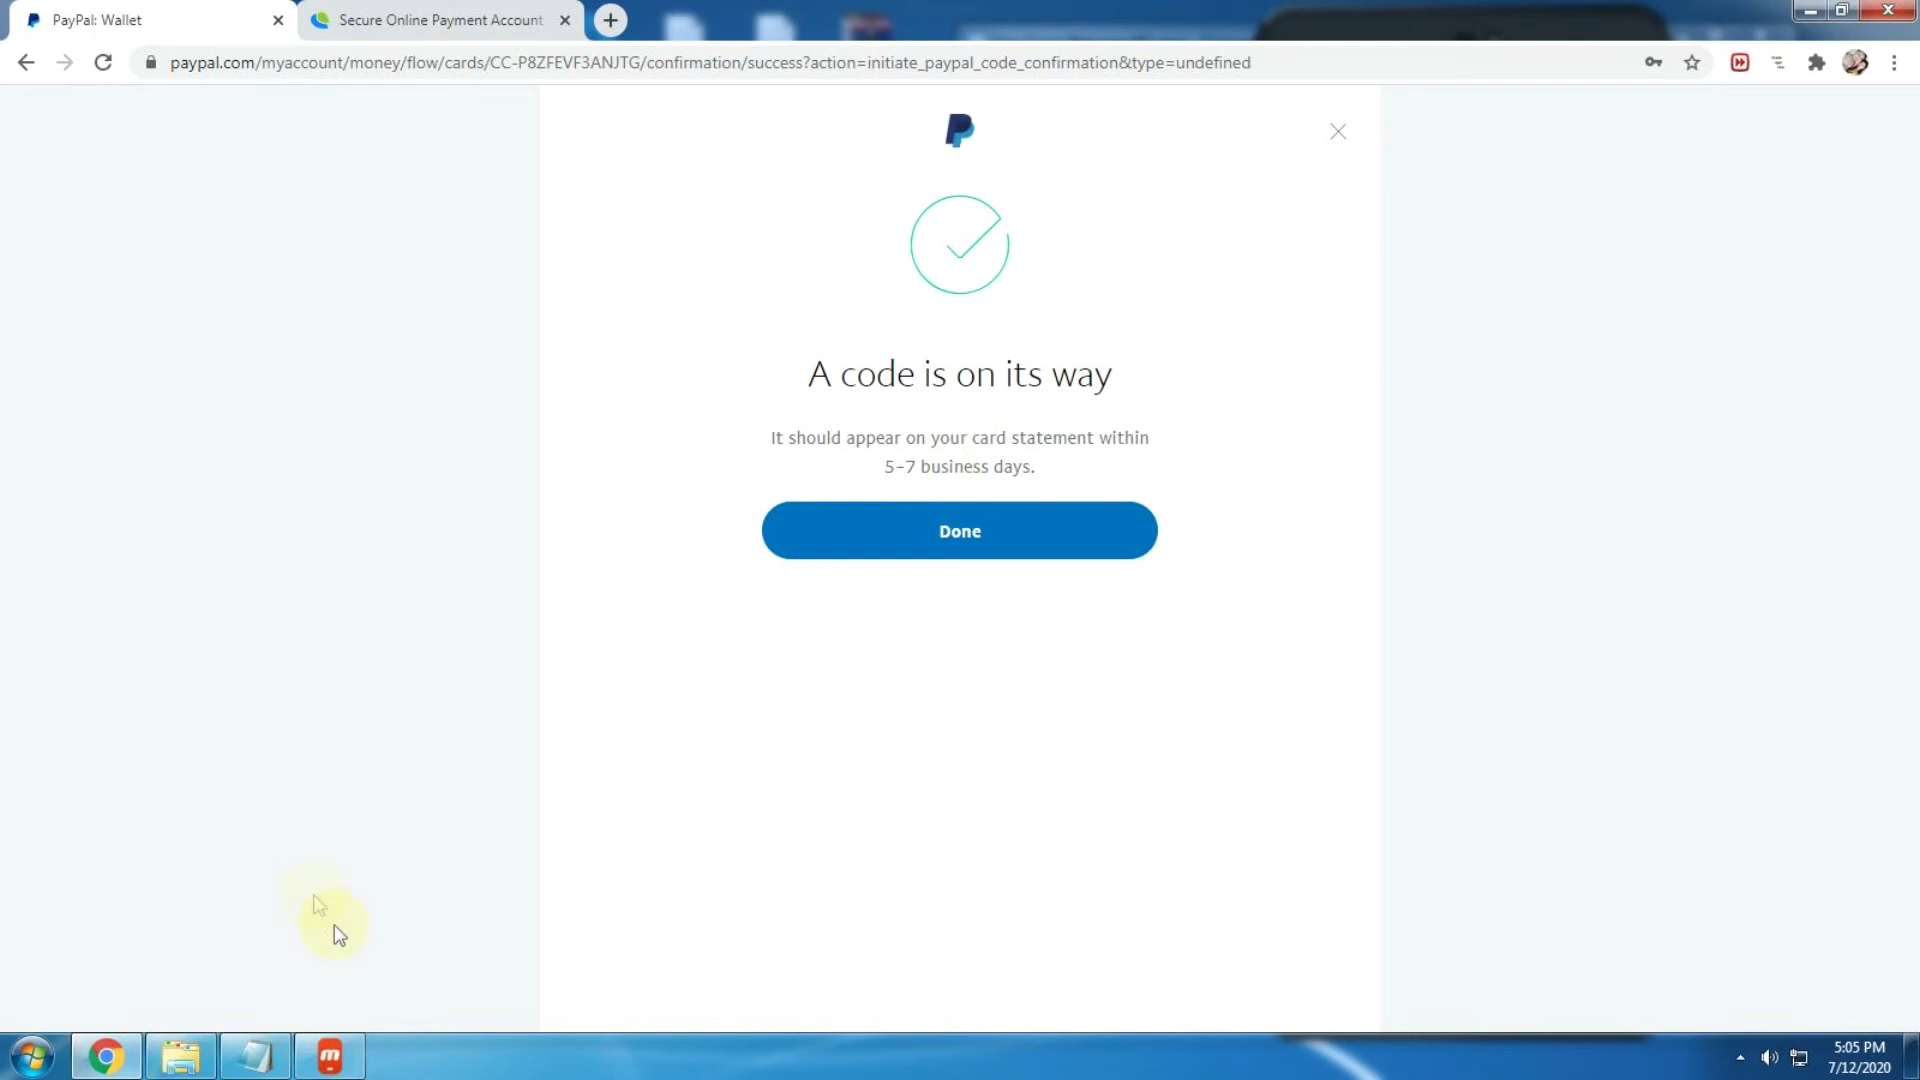 PayPal: Wallet
Secure Online Payment Account
paypal.com/myaccount/money/flow/cards/CC-P8ZFEVF3ANJTG/confirmation/success?action=initiate_paypal_code_confirmation&type=undefined
A code is on its way
It should appear on your card statement within
5-7 business days.
Done
5:05 PM
7/12/2020